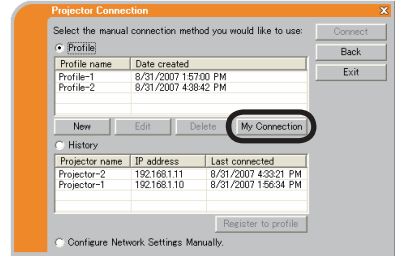 Projector Connection
Select the manual connection method you would like to use:
Connect
Back
Exit
Profile
Profile name Date created
Profile-1 8/31/2007 1:57:00 PM
Profile-2 8/31/2007 4:38:42 PM
New Edit Delete My Connection
History
Projector name IP address Last connected
Projector-2 192.168.1.11 8/31/2007 4:33:21 PM
Projector-1 192.168.1.10 8/31/2007 1:56:34 PM
Register to profile
Configure Network Settings Manually.